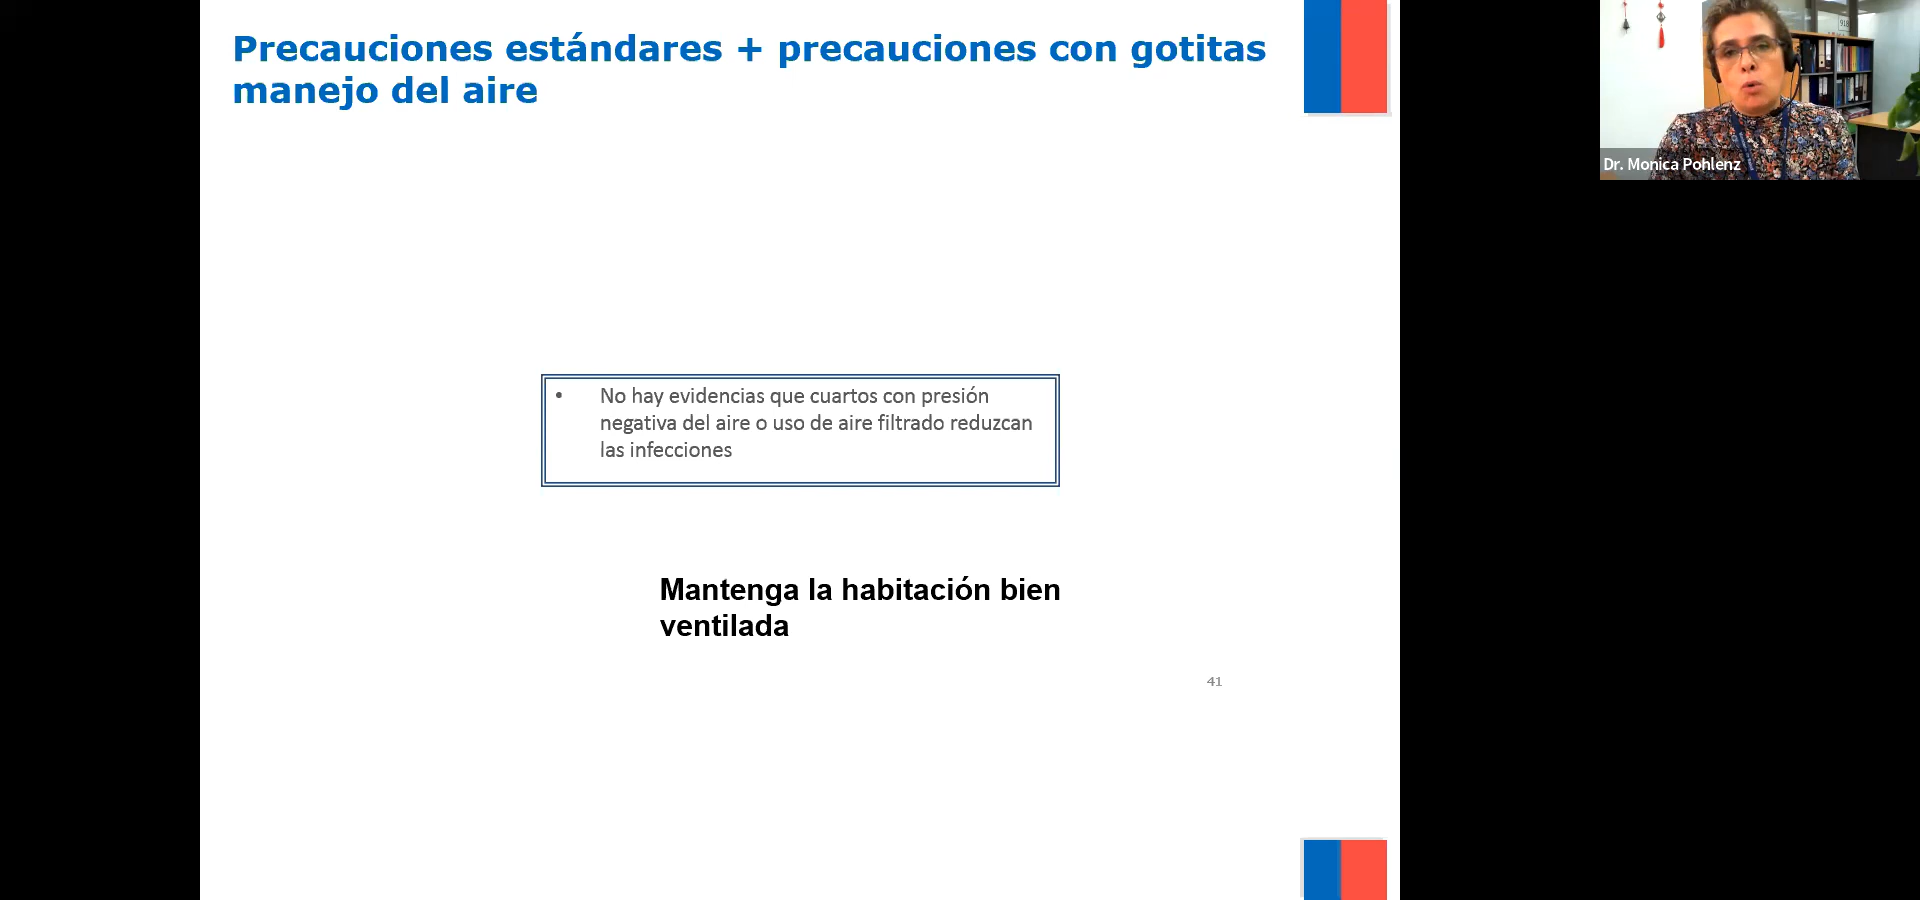 Precauciones estándares + precauciones con gotitas
manejo del aire
Dr. Monica Pohlenz
• No hay evidencias que cuartos con presión
negativa del aire o uso de aire filtrado reduzcan
las infecciones
Mantenga la habitación bien
ventilada
41